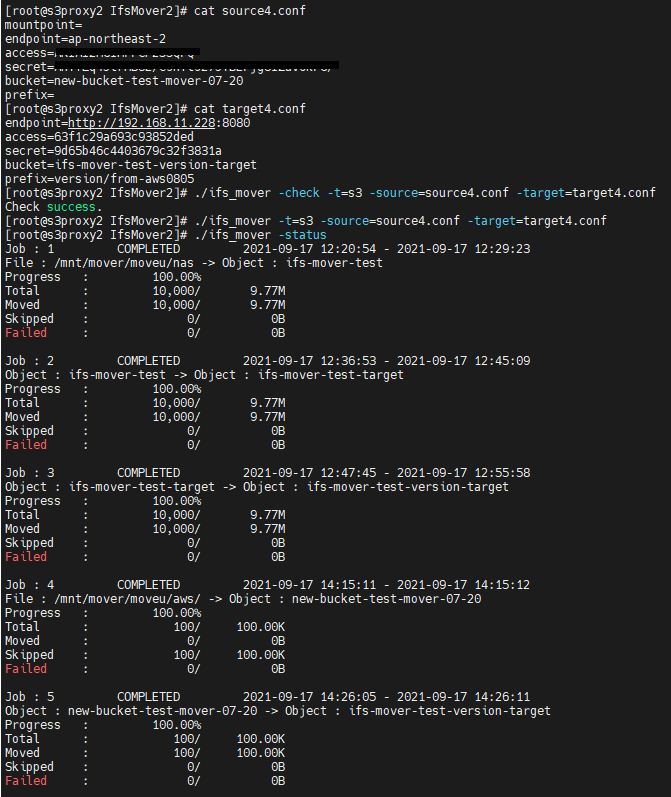 [root@s3proxy2 IfsMover2]# cat source4.conf
mountpoint=
endpoint=ap-northeast-2
access=
secret=
bucket=new-bucket-test-mover-07-20
prefix=
[root@s3proxy2 IfsMover2]# cat target4.conf
endpoint=http://192.168.11.228:8080
access=63f1c29a693c93852ded
secret=9d65b46c4403679c32f3831a
bucket=ifs-mover-test-version-target
prefix=version/from-aws0805
[root@s3proxy2 IfsMover2]# ./ifs_mover -check -t=s3 -source=source4.conf -target=target4.conf
Check success.
[root@s3proxy2 IfsMover2]# ./ifs_mover -t=s3 -source=source4.conf -target=target4.conf
[root@s3proxy2 IfsMover2]# ./ifs_mover -status
Job : 1 COMPLETED 2021-09-17 12:20:54 - 2021-09-17 12:29:23
File : /mnt/mover/moveu/nas -> Object : ifs-mover-test
Progress : 100.00%
Total : 10,000/ 9.77M
Moved : 10,000/ 9.77M
Skipped : 0/ 0B
Failed : 0/ 0B
Job : 2 COMPLETED 2021-09-17 12:36:53 - 2021-09-17 12:45:09
Object : ifs-mover-test -> Object : ifs-mover-test-target
Progress : 100.00%
Total : 10,000/ 9.77M
Moved : 10,000/ 9.77M
Skipped : 0/ 0B
Failed : 0/ 0B
Job : 3 COMPLETED 2021-09-17 12:47:45 - 2021-09-17 12:55:58
Object : ifs-mover-test-target -> Object : ifs-mover-test-version-target
Progress : 100.00%
Total : 10,000/ 9.77M
Moved : 10,000/ 9.77M
Skipped : 0/ 0B
Failed : 0/ 0B
Job : 4 COMPLETED 2021-09-17 14:15:11 - 2021-09-17 14:15:12
File : /mnt/mover/moveu/aws/ -> Object : new-bucket-test-mover-07-20
Progress : 100.00%
Total : 100/ 100.00K
Moved : 0/ 0B
Skipped : 100/ 100.00K
Failed : 0/ 0B
Job : 5 COMPLETED 2021-09-17 14:26:05 - 2021-09-17 14:26:11
Object : new-bucket-test-mover-07-20 -> Object : ifs-mover-test-version-target
Progress : 100.00%
Total : 100/ 100.00K
Moved : 100/ 100.00K
Skipped : 0/ 0B
Failed : 0/ 0B